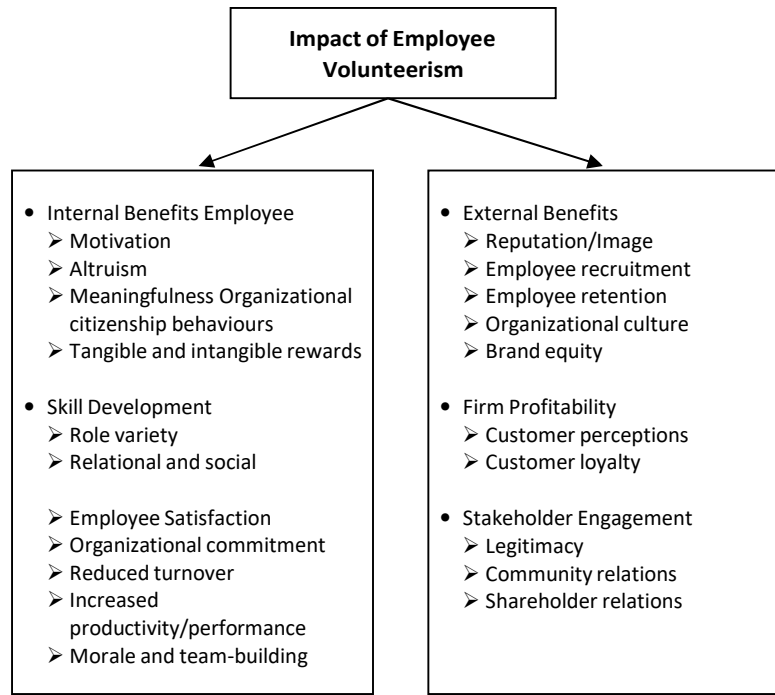 Impact of Employee
Volunteerism
• Internal Benefits Employee
➢ Motivation
➢ Altruism
➢ Meaningfulness Organizational
citizenship behaviours
➢ Tangible and intangible rewards
• Skill Development
➢ Role variety
➢ Relational and social
➢ Employee Satisfaction
➢ Organizational commitment
➢ Reduced turnover
➢ Increased
productivity/performance
➢ Morale and team-building
• External Benefits
➢ Reputation/Image
➢ Employee recruitment
➢ Employee retention
➢ Organizational culture
➢ Brand equity
• Firm Profitability
➢ Customer perceptions
➢ Customer loyalty
• Stakeholder Engagement
➢ Legitimacy
➢ Community relations
➢ Shareholder relations